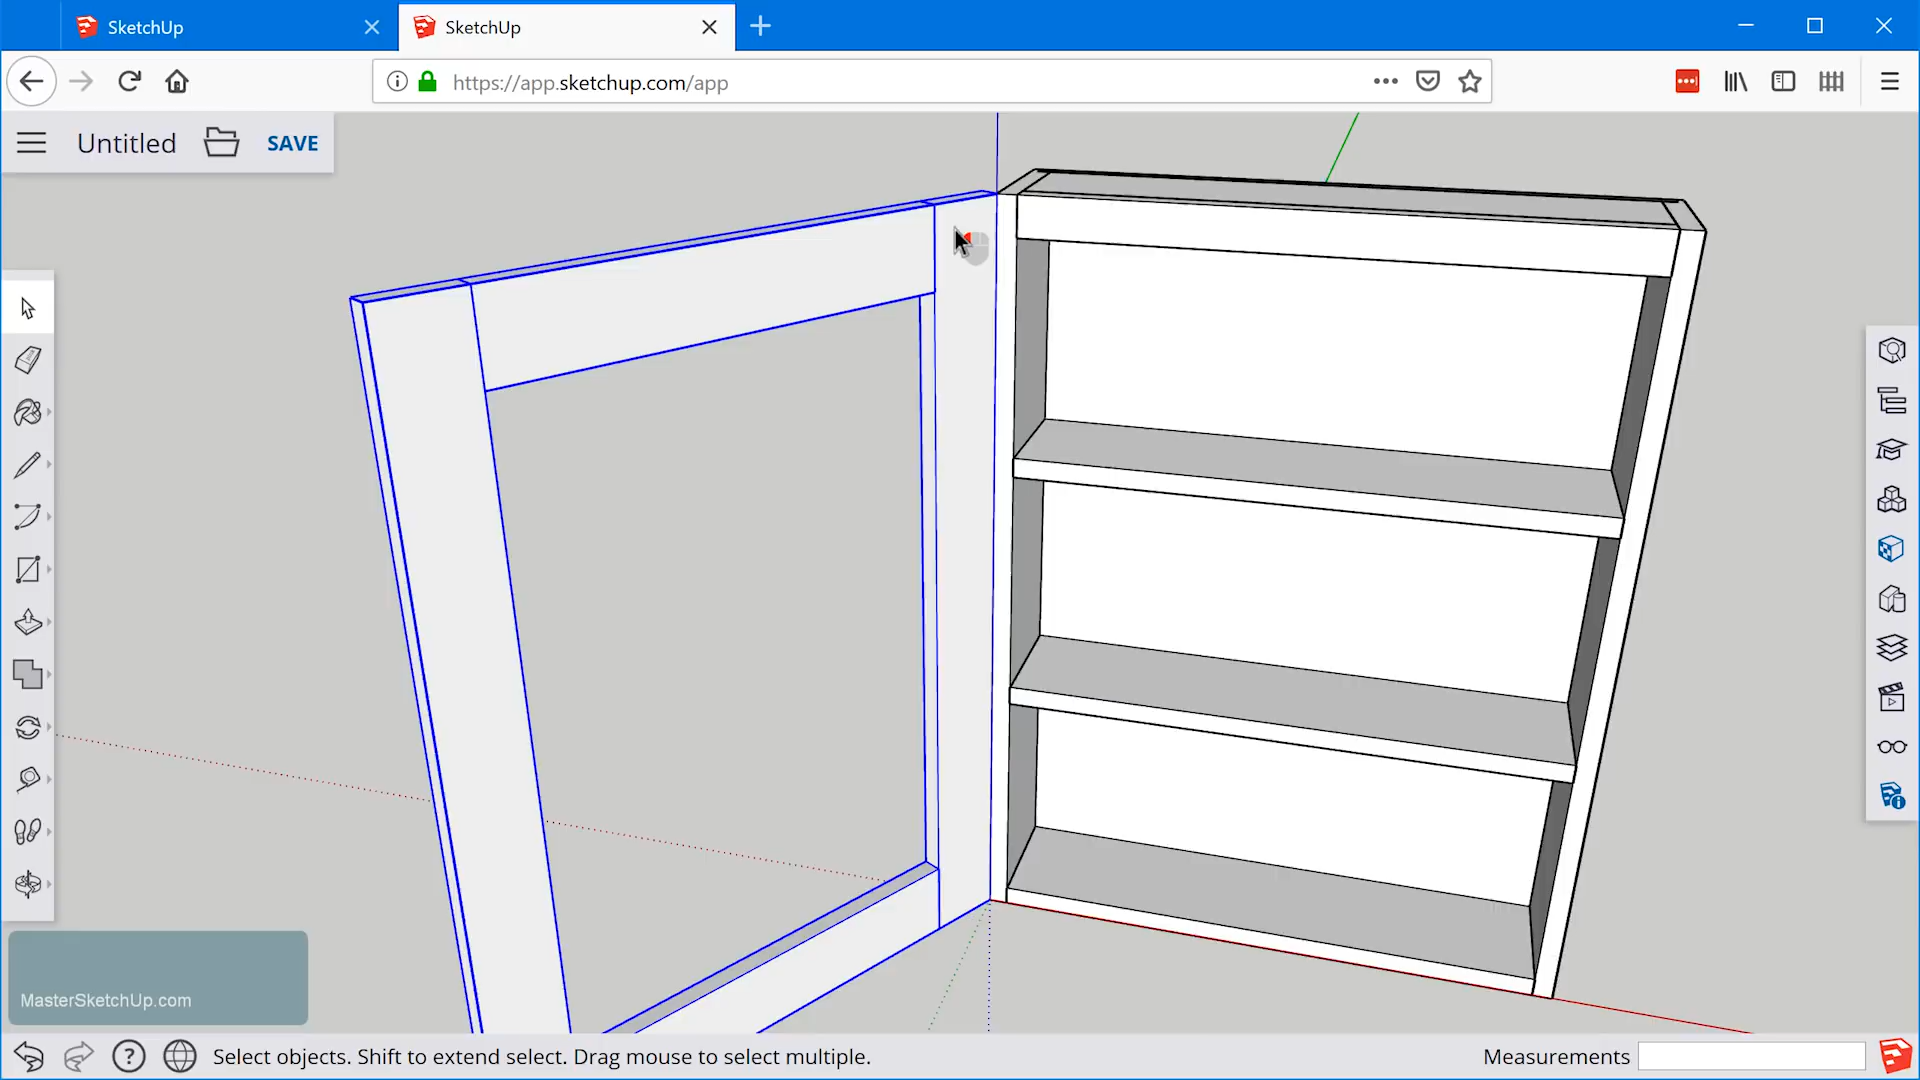 SketchUp
SketchUp
https://app.sketchup.com/app
Untitled
SAVE
MasterSketchUp.com
Select objects. Shift to extend select. Drag mouse to select multiple.
Measurements